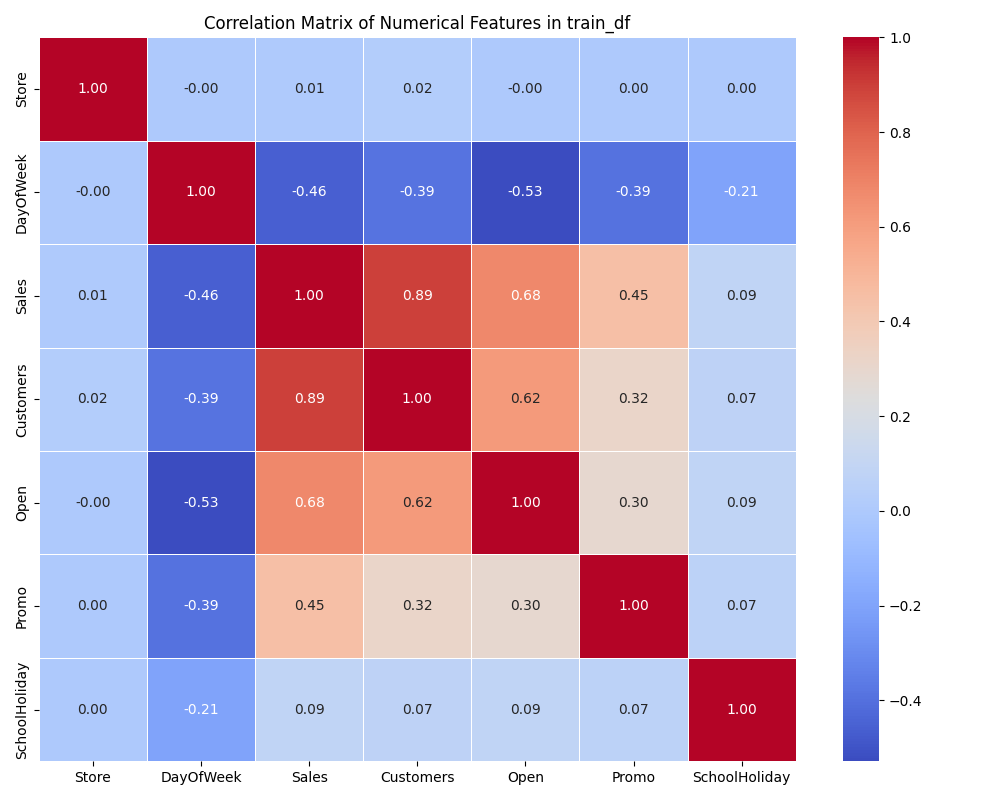 Correlation Matrix of Numerical Features in train_df
Store 1.00 -0.00 0.01 0.02 -0.00 0.00 0.00
DayOfWeek -0.00 1.00 -0.46 -0.39 -0.53 -0.39 -0.21
Sales 0.01 -0.46 1.00 0.89 0.68 0.45 0.09
Customers 0.02 -0.39 0.89 1.00 0.62 0.32 0.07
Open -0.00 -0.53 0.68 0.62 1.00 0.30 0.09
Promo 0.00 -0.39 0.45 0.32 0.30 1.00 0.07
SchoolHoliday 0.00 -0.21 0.09 0.07 0.09 0.07 1.00
Store DayOfWeek Sales Customers Open Promo SchoolHoliday
1.0
0.8
0.6
0.4
0.2
0.0
−0.2
−0.4